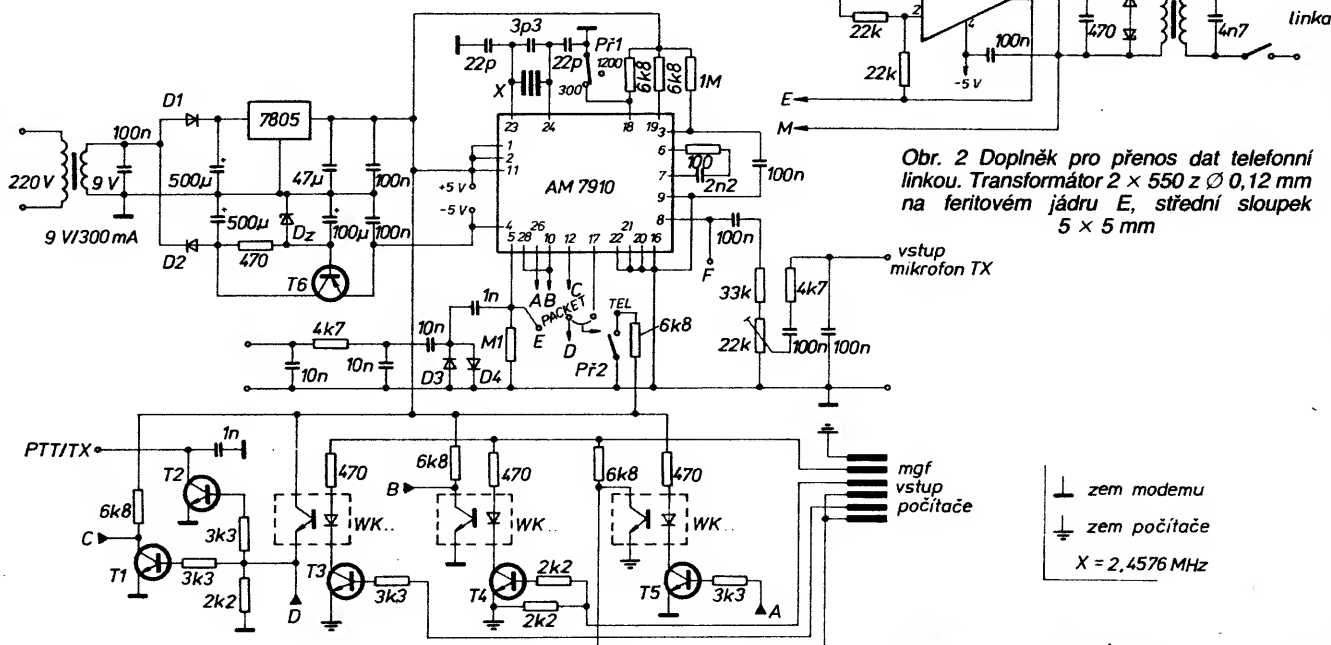 22k
2
4
22k
-5 V
100n
470
4n7
linka
E
M
Obr. 2 Doplněk pro přenos dat telefonní
linkou. Transformátor 2 × 550 z Ø 0,12 mm
na feritovém jádru E, střední sloupek
5 × 5 mm
3p3
22p
22p
Př1
1200
300
6k8
6k8
1M
X
23
24
18
19
3
6
7
9
8
1
2
11
4
5
28
26
10
12
17
22
21
20
16
AM 7910
100
2n2
100n
+5 V
-5 V
D1
7805
100n
220 V
9 V
500μ
47μ
100n
500μ
Dz
100μ
100n
9 V/300 mA
D2
470
T6
A
B
C
1n
E
PACKET
D
TEL
Př2
6k8
M1
F
100n
33k
22k
4k7
100n
100n
vstup
mikrofon TX
4k7
10n
10n
10n
D3
D4
PTT/TX
1n
T2
6k8
C
T1
3k3
3k3
2k2
D
470
WK..
T3
3k3
6k8
B
470
WK..
T4
2k2
2k2
6k8
470
WK..
T5
3k3
A
mgf
vstup
počítače
zem modemu
zem počítače
X = 2,4576 MHz